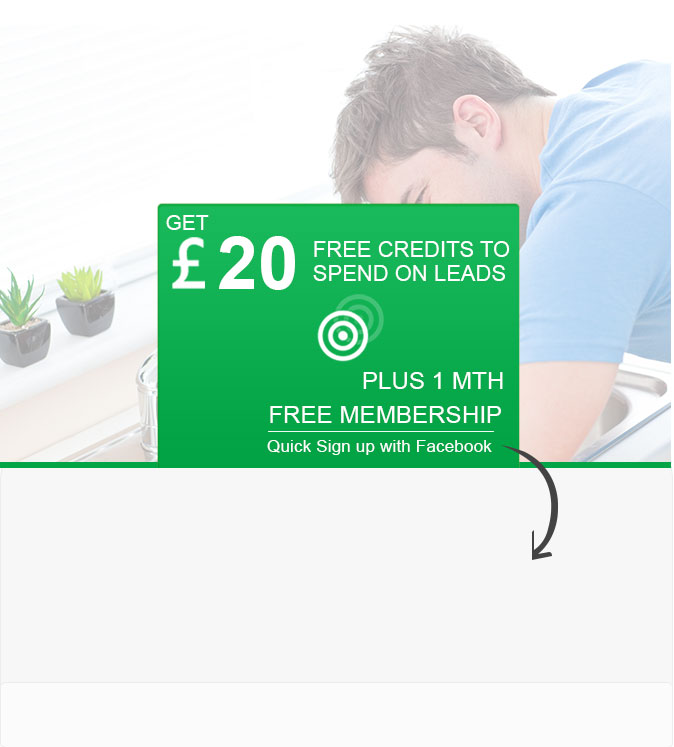 GET
£20
FREE CREDITS TO
SPEND ON LEADS
PLUS 1 MTH
FREE MEMBERSHIP
Quick Sign up with Facebook